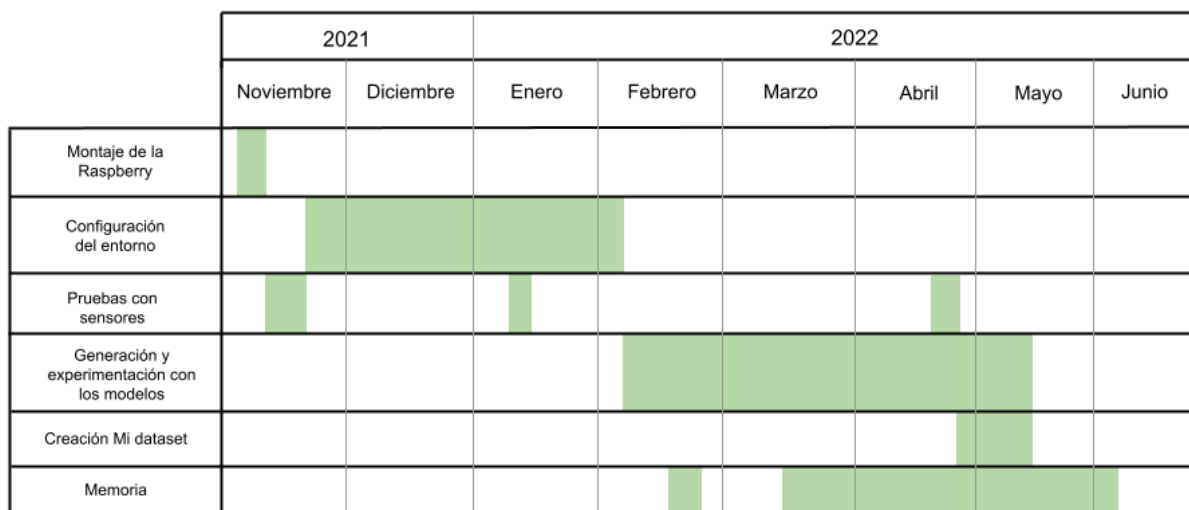 2021
2022
Noviembre
Diciembre
Enero
Febrero
Marzo
Abril
Mayo
Junio
Montaje de la
Raspberry
Configuración
del entorno
Pruebas con
sensores
Generación y
experimentación con
los modelos
Creación Mi dataset
Memoria